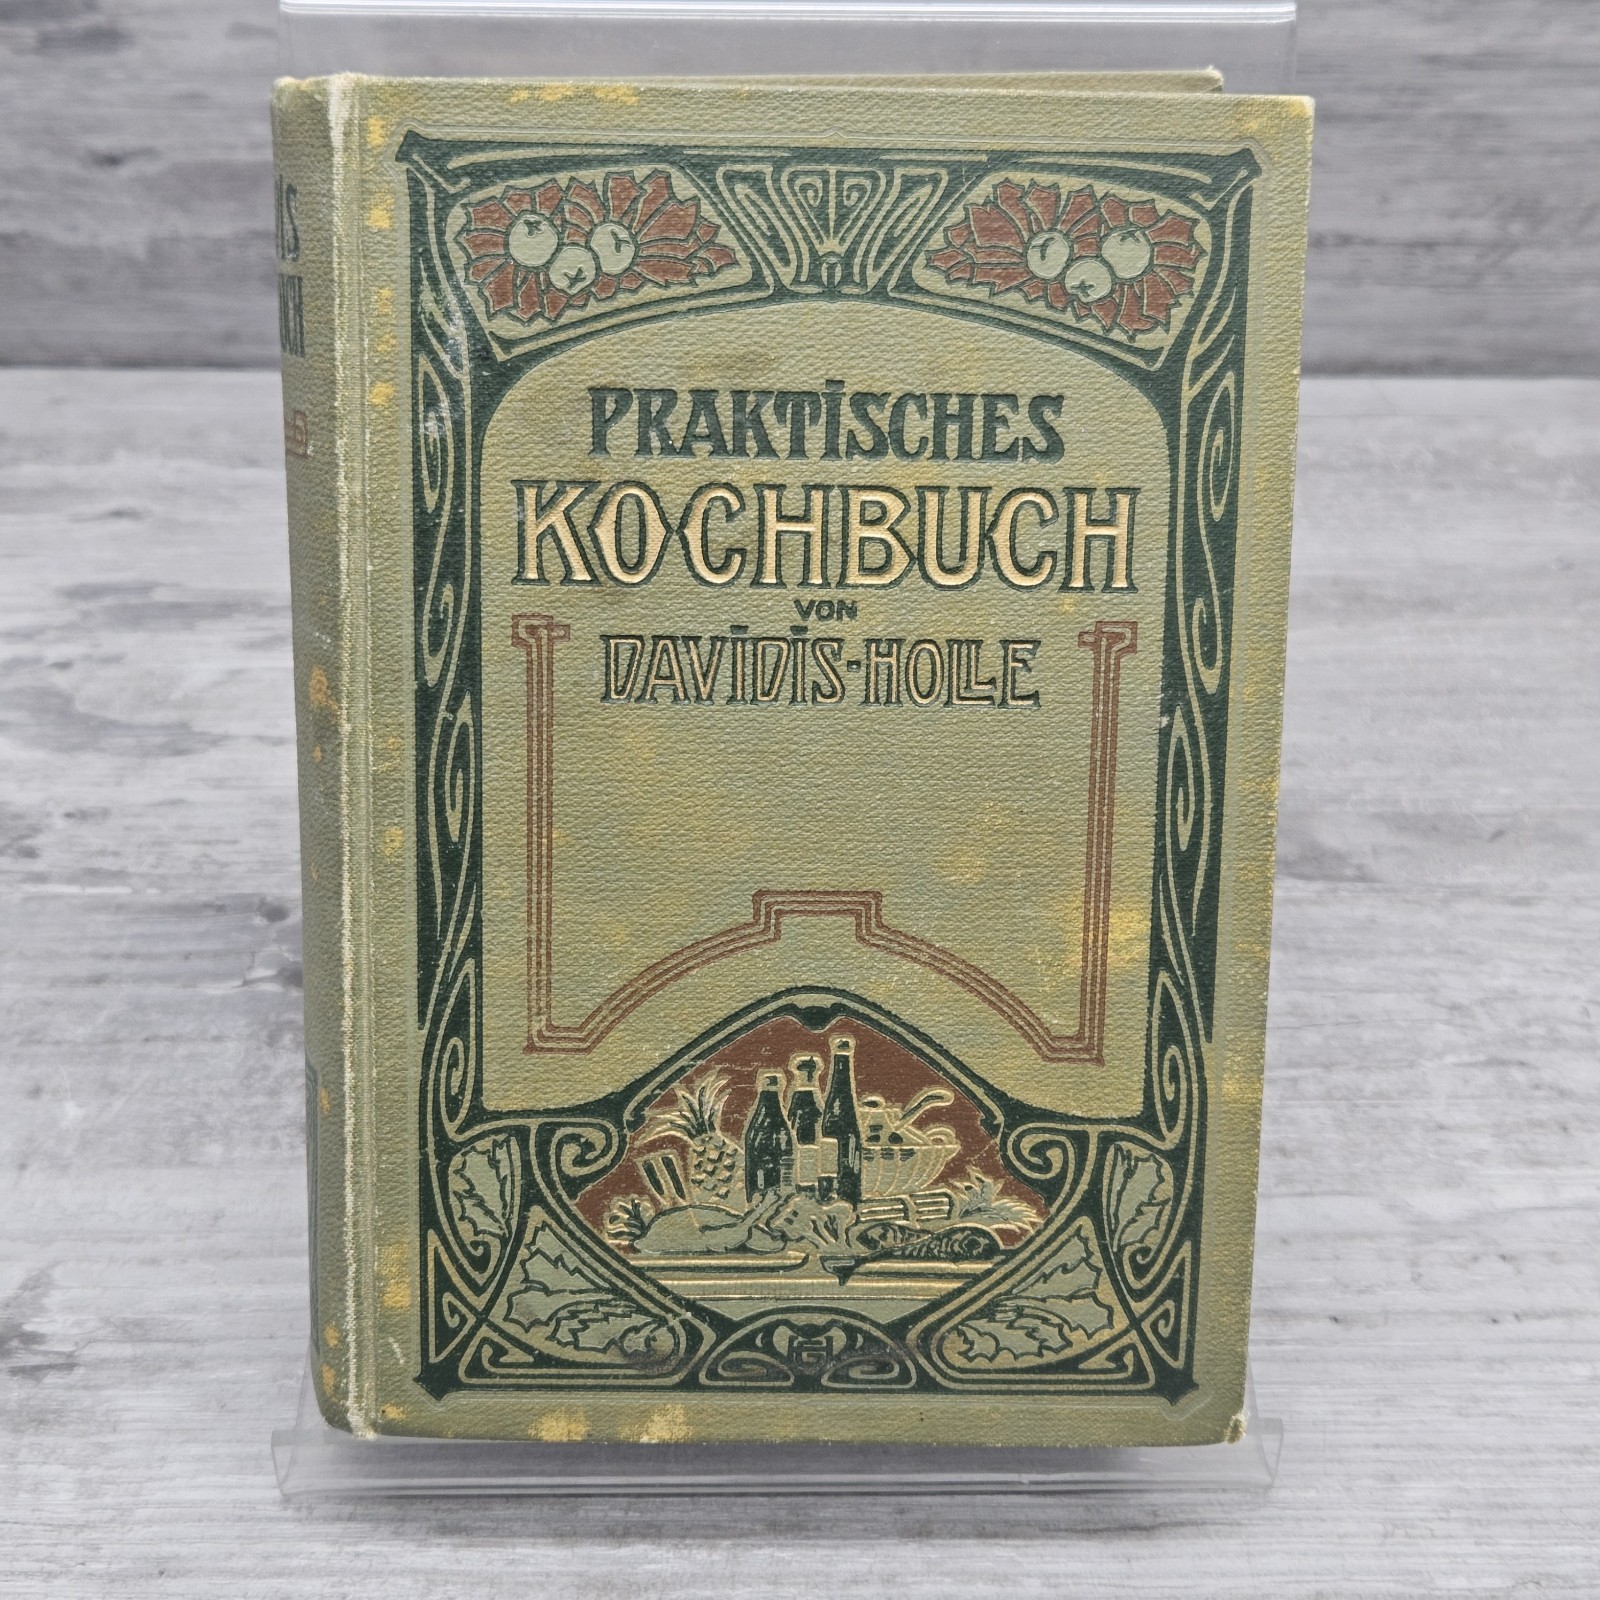 PRAKTISCHES
KOCHBUCH
VON
DAVIDIS-HOLLE